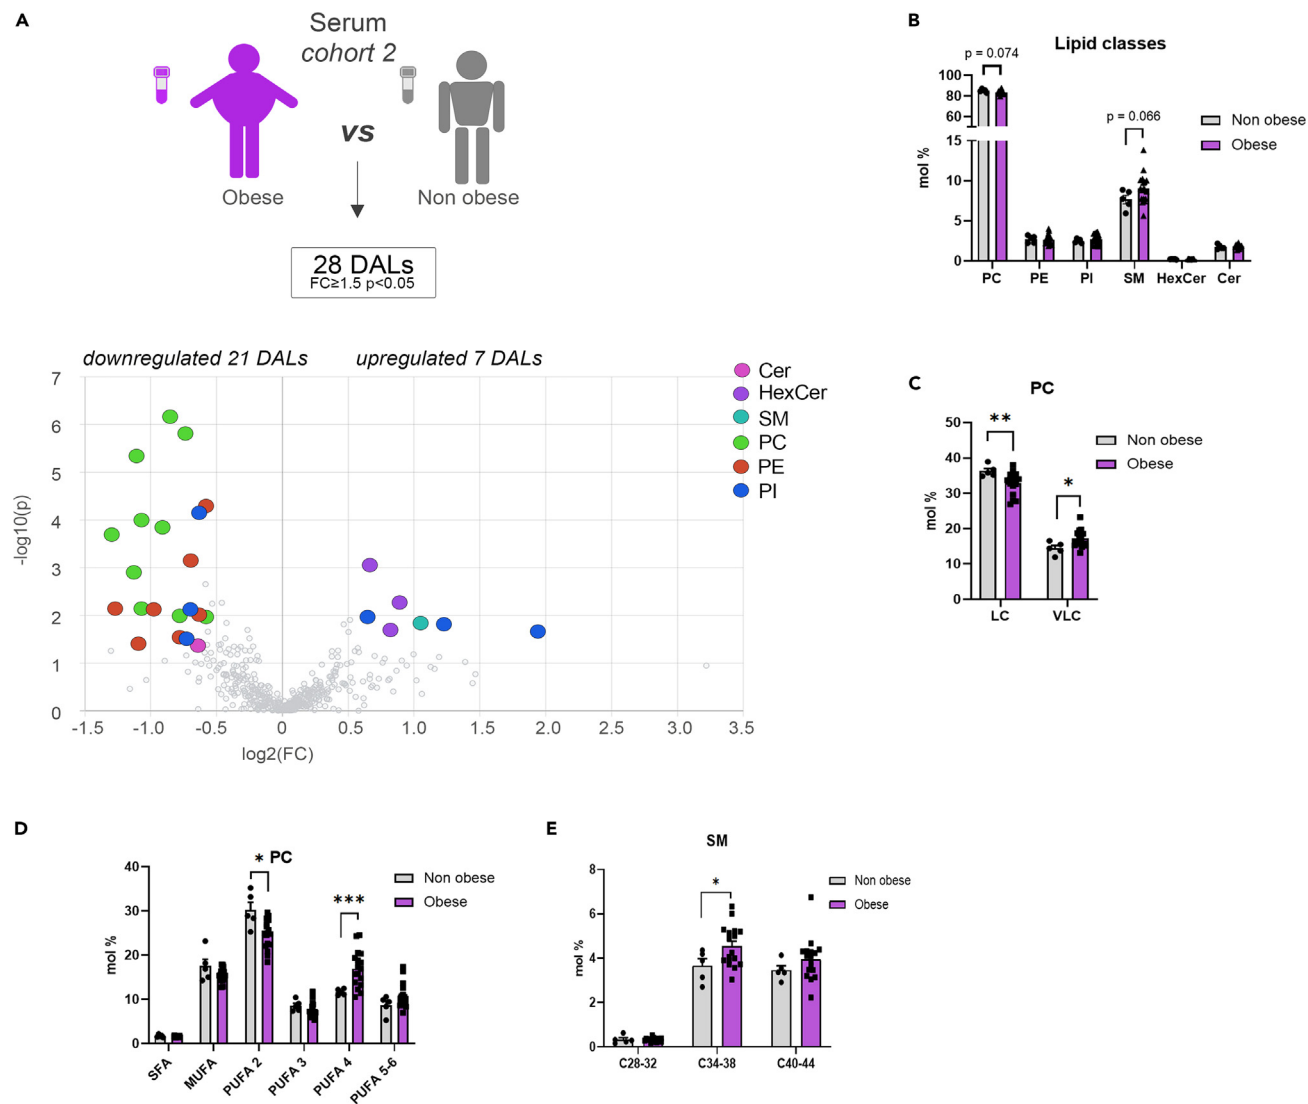 A
Serum
cohort 2
vs
Obese
Non obese
28 DALs
FC≥1.5 p<0.05
downregulated 21 DALs
upregulated 7 DALs
7
6
5
4
3
2
1
0
-log10(p)
-1.5
-1.0
-0.5
0
0.5
1.0
1.5
2.0
2.5
3.0
3.5
log2(FC)
Cer
HexCer
SM
PC
PE
PI
B
Lipid classes
p = 0.074
p = 0.066
100
80
60
15
10
5
0
mol %
PC
PE
PI
SM
HexCer
Cer
Non obese
Obese
C
PC
**
*
50
40
30
20
10
0
mol %
LC
VLC
Non obese
Obese
D
* PC
***
40
30
20
10
0
mol %
SFA
MUFA
PUFA 2
PUFA 3
PUFA 4
PUFA 5-6
Non obese
Obese
E
SM
*
8
6
4
2
0
mol %
C28-32
C34-38
C40-44
Non obese
Obese